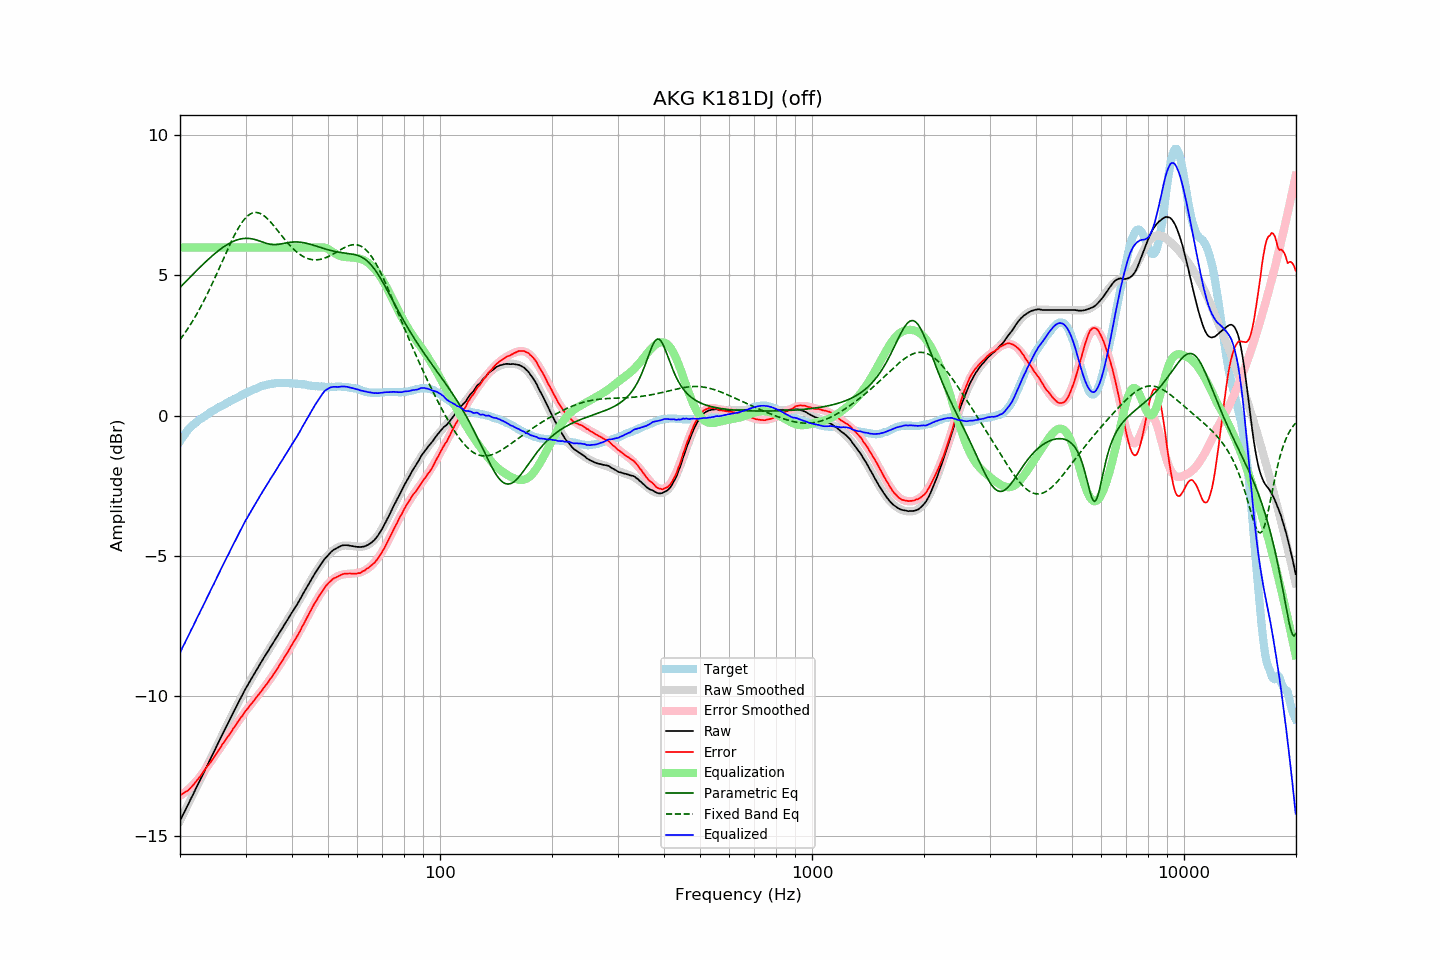 AKG K181DJ (off)
10
5
0
−5
−10
−15
Amplitude (dBr)
Target
Raw Smoothed
Error Smoothed
Raw
Error
Equalization
Parametric Eq
Fixed Band Eq
Equalized
100
1000
10000
Frequency (Hz)